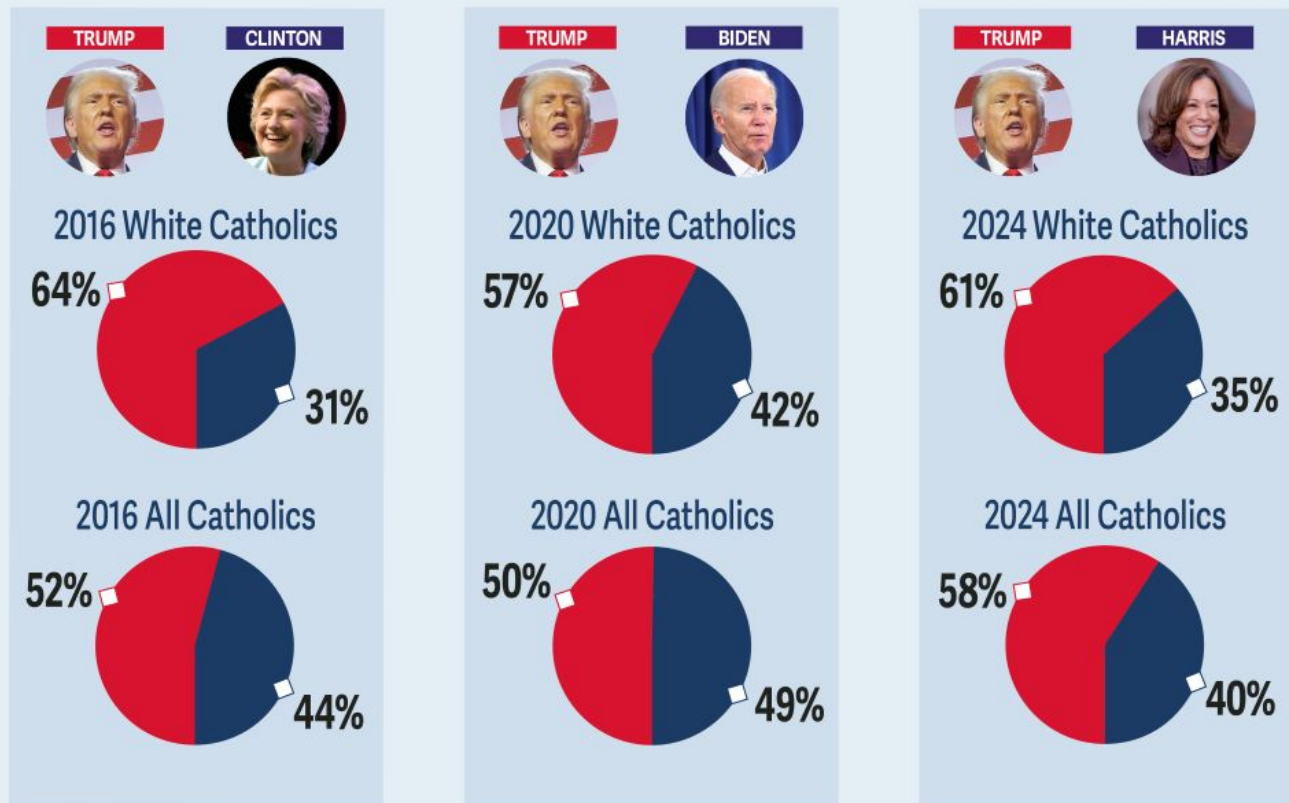 TRUMP
CLINTON
2016 White Catholics
64%
31%
2016 All Catholics
52%
44%
TRUMP
BIDEN
2020 White Catholics
57%
42%
2020 All Catholics
50%
49%
TRUMP
HARRIS
2024 White Catholics
61%
35%
2024 All Catholics
58%
40%